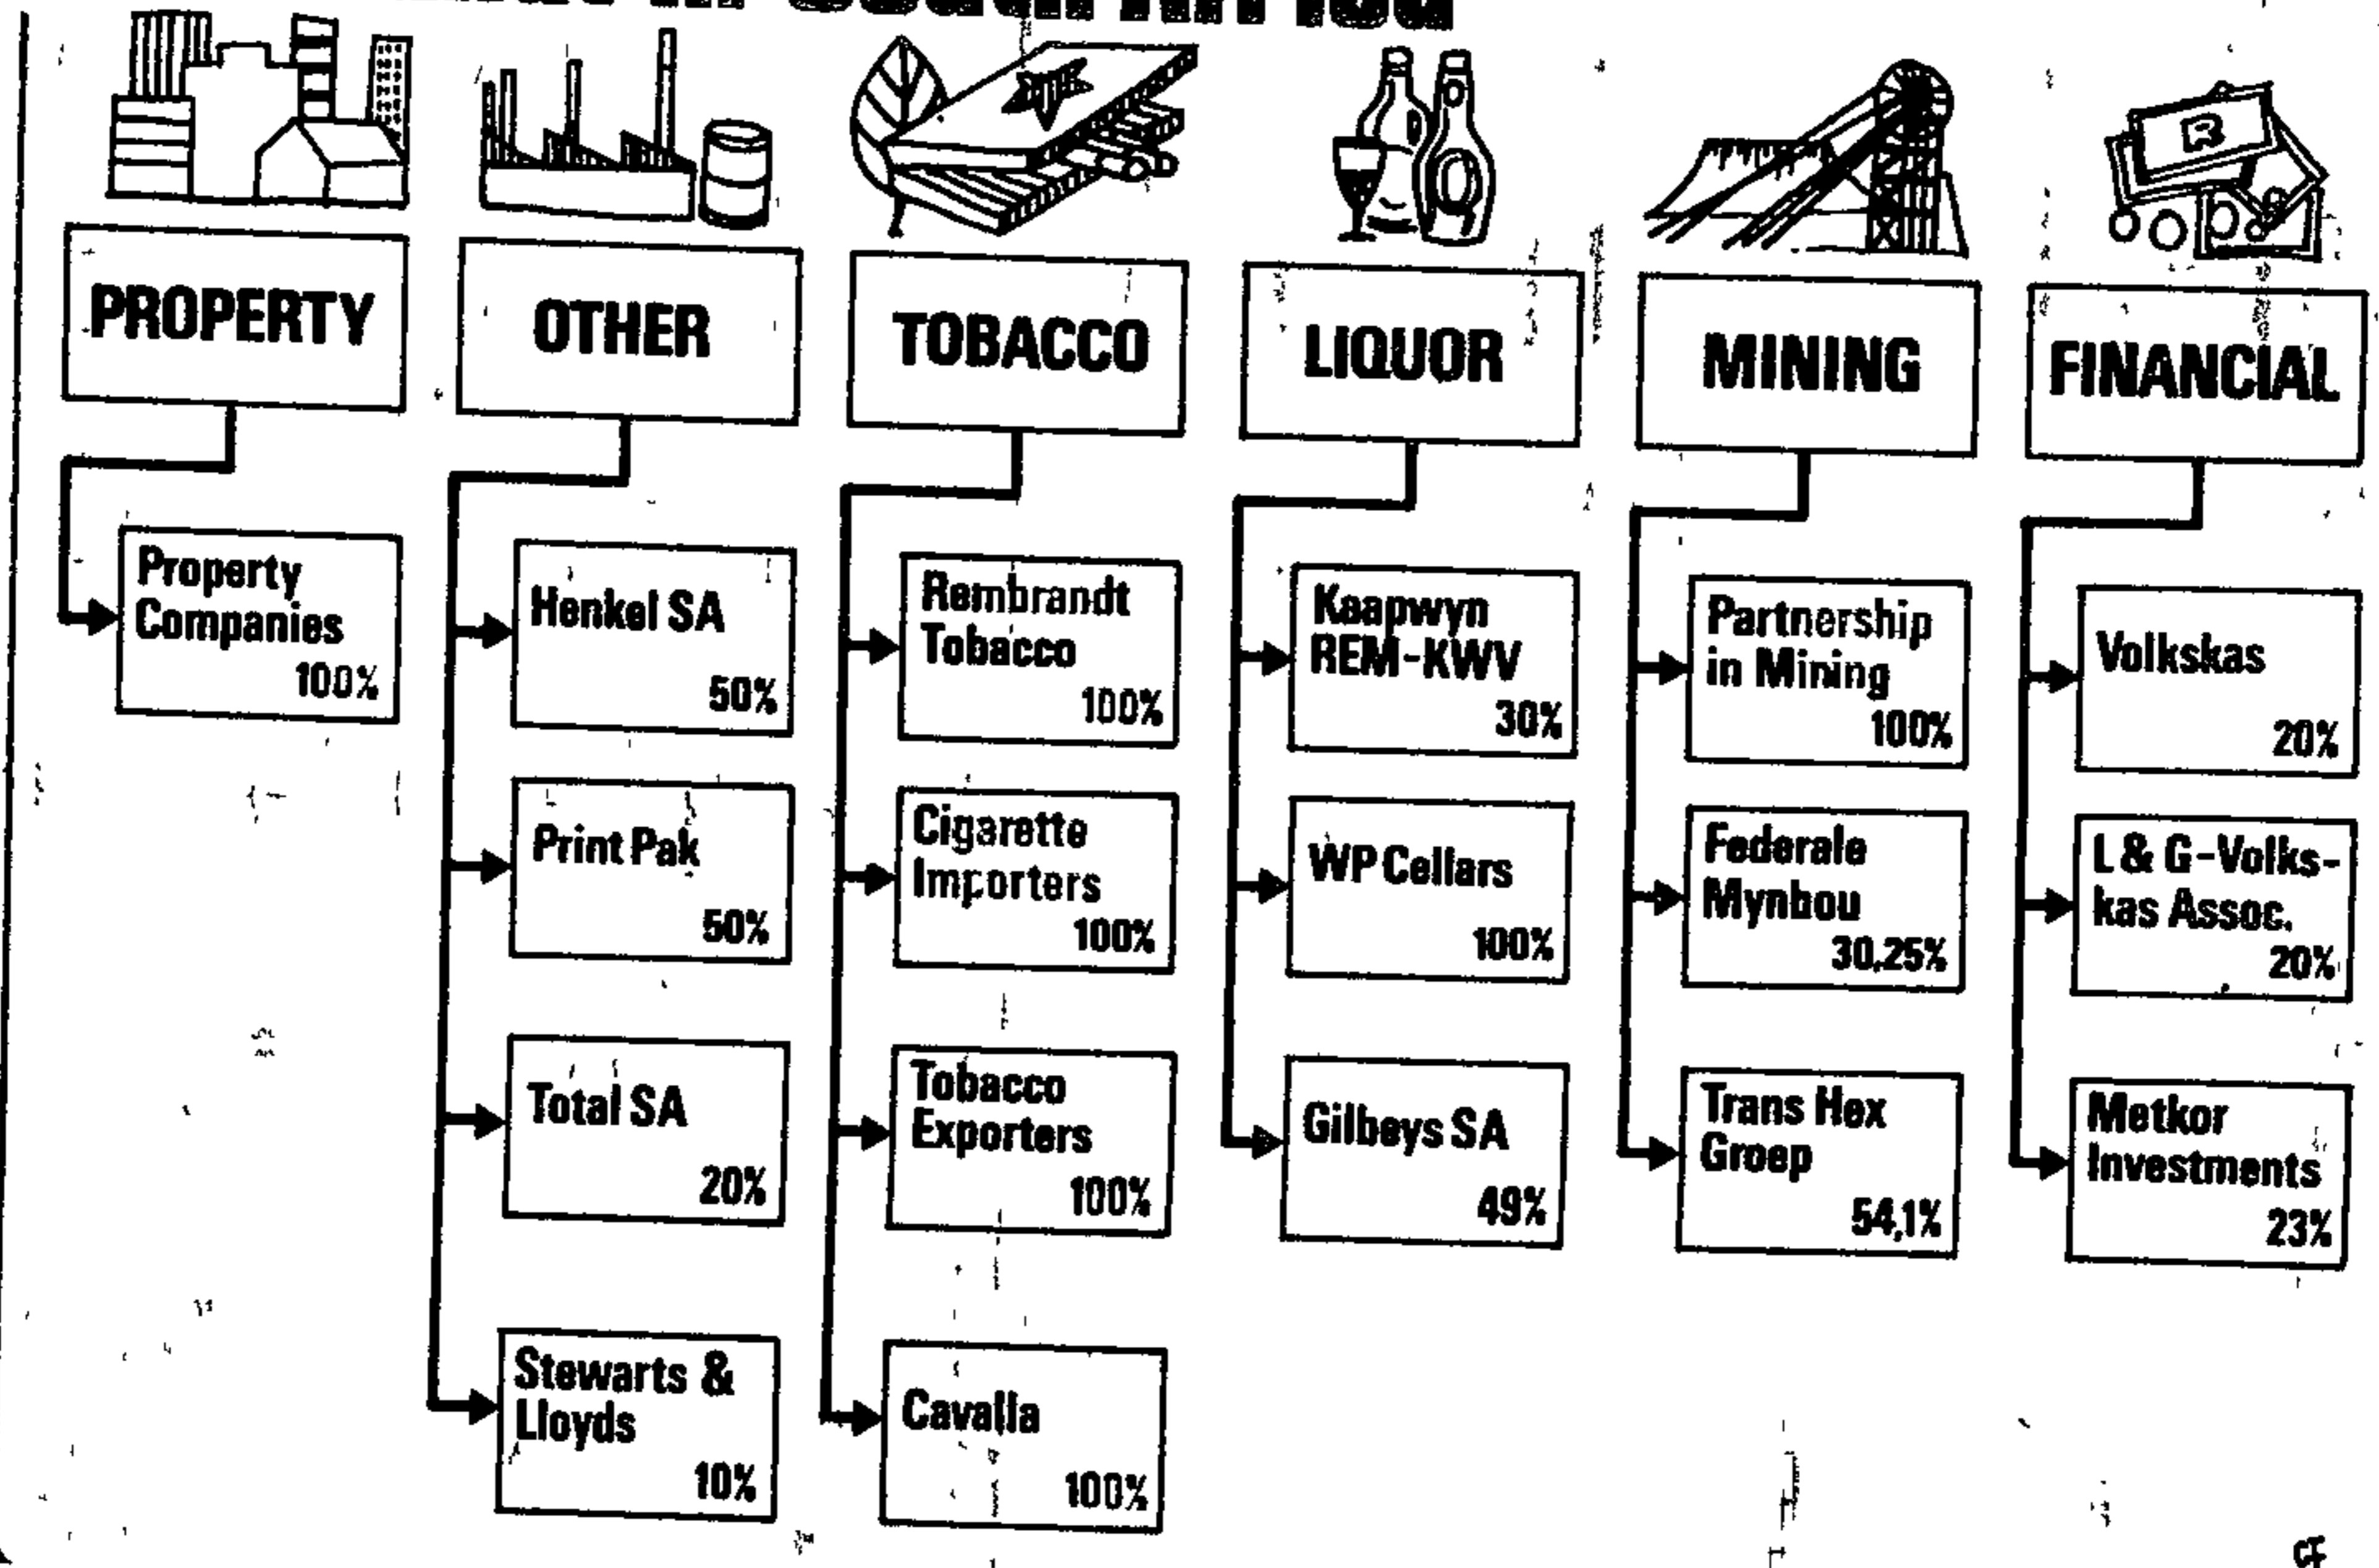 in South Africa
R
PROPERTY
OTHER
TOBACCO
LIQUOR
MINING
FINANCIAL
Property
Companies
100%
Henkel SA
50%
Print Pak
50%
Total SA
20%
Stewarts &
Lloyds
10%
Rembrandt
Tobacco
100%
Cigarette
Importers
100%
Tobacco
Exporters
100%
Cavalla
100%
Kaapwyn
REM-KWV
30%
WP Cellars
100%
Gilbeys SA
49%
Partnership
in Mining
100%
Federale
Mynbou
30,25%
Trans Hex
Groep
54,1%
Volkskas
20%
L & G-Volks-
kas Assoc.
20%
Metkor
Investments
23%